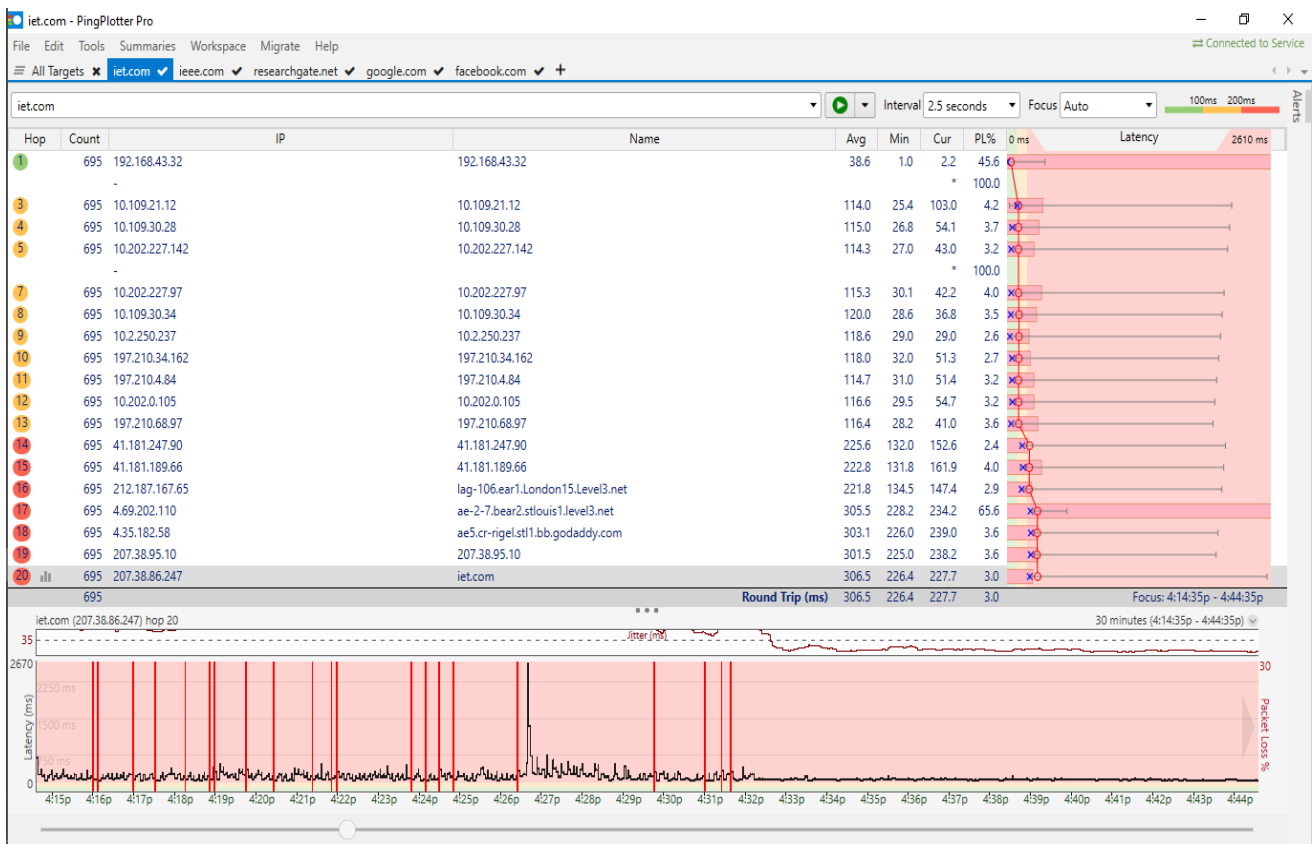 iet.com - PingPlotter Pro
File Edit Tools Summaries Workspace Migrate Help Connected to Service
All Targets iet.com ieee.com researchgate.net google.com facebook.com +
iet.com Interval 2.5 seconds Focus Auto 100ms 200ms
Alerts
Hop Count IP Name Avg Min Cur PL% 0 ms Latency 2610 ms
1 695 192.168.43.32 192.168.43.32 38.6 1.0 2.2 45.6
- * 100.0
3 695 10.109.21.12 10.109.21.12 114.0 25.4 103.0 4.2
4 695 10.109.30.28 10.109.30.28 115.0 26.8 54.1 3.7
5 695 10.202.227.142 10.202.227.142 114.3 27.0 43.0 3.2
- * 100.0
7 695 10.202.227.97 10.202.227.97 115.3 30.1 42.2 4.0
8 695 10.109.30.34 10.109.30.34 120.0 28.6 36.8 3.5
9 695 10.2.250.237 10.2.250.237 118.6 29.0 29.0 2.6
10 695 197.210.34.162 197.210.34.162 118.0 32.0 51.3 2.7
11 695 197.210.4.84 197.210.4.84 114.7 31.0 51.4 3.2
12 695 10.202.0.105 10.202.0.105 116.6 29.5 54.7 3.2
13 695 197.210.68.97 197.210.68.97 116.4 28.2 41.0 3.6
14 695 41.181.247.90 41.181.247.90 225.6 132.0 152.6 2.4
15 695 41.181.189.66 41.181.189.66 222.8 131.8 161.9 4.0
16 695 212.187.167.65 lag-106.ear1.London15.Level3.net 221.8 134.5 147.4 2.9
17 695 4.69.202.110 ae-2-7.bear2.stlouis1.level3.net 305.5 228.2 234.2 65.6
18 695 4.35.182.58 ae5.cr-rigel.stl1.bb.godaddy.com 303.1 226.0 239.0 3.6
19 695 207.38.95.10 207.38.95.10 301.5 225.0 238.2 3.6
20 695 207.38.86.247 iet.com 306.5 226.4 227.7 3.0
695 Round Trip (ms) 306.5 226.4 227.7 3.0 Focus: 4:14:35p - 4:44:35p
iet.com (207.38.86.247) hop 20 30 minutes (4:14:35p - 4:44:35p)
35 Jitter (ms)
2670 30
2250 ms
1500 ms
750 ms
0
Latency (ms)
Packet Loss %
4:15p 4:16p 4:17p 4:18p 4:19p 4:20p 4:21p 4:22p 4:23p 4:24p 4:25p 4:26p 4:27p 4:28p 4:29p 4:30p 4:31p 4:32p 4:33p 4:34p 4:35p 4:36p 4:37p 4:38p 4:39p 4:40p 4:41p 4:42p 4:43p 4:44p